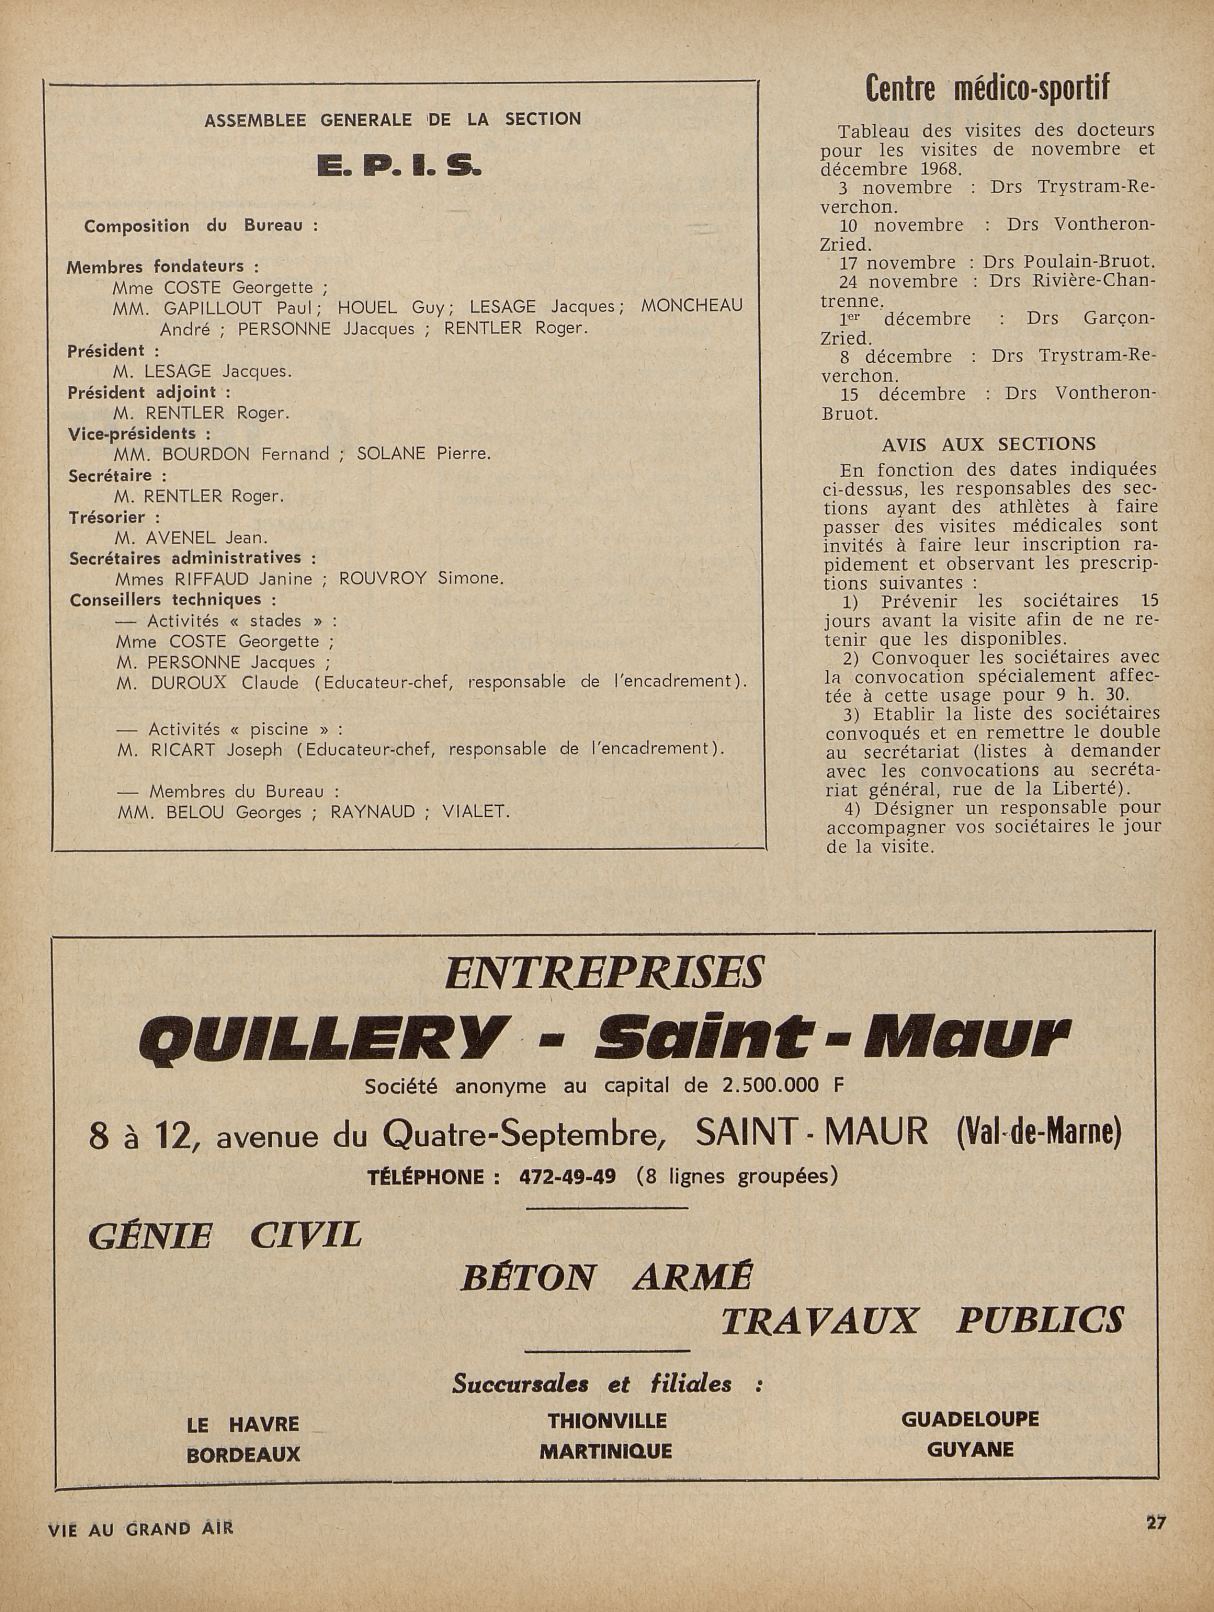 ASSEMBLEE GENERALE DE LA SECTION
E. P. I. S.
Composition du Bureau :
Membres fondateurs :
Mme COSTE Georgette ;
MM. GAPILLOUT Paul ; HOUEL Guy ; LESAGE Jacques ; MONCHEAU
André ; PERSONNE JJacques ; RENTLER Roger.
Président :
M. LESAGE Jacques.
Président adjoint :
M. RENTLER Roger.
Vice-présidents :
MM. BOURDON Fernand ; SOLANE Pierre.
Secrétaire :
M. RENTLER Roger.
Trésorier :
M. AVENEL Jean.
Secrétaires administratives :
Mmes RIFFAUD Janine ; ROUVROY Simone.
Conseillers techniques :
— Activités « stades » :
Mme COSTE Georgette ;
M. PERSONNE Jacques ;
M. DUROUX Claude (Educateur-chef, responsable de l'encadrement).
— Activités « piscine » :
M. RICART Joseph (Educateur-chef, responsable de l'encadrement).
— Membres du Bureau :
MM. BELOU Georges ; RAYNAUD ; VIALET.
Centre médico-sportif
Tableau des visites des docteurs
pour les visites de novembre et
décembre 1968.
3 novembre : Drs Trystram-Re-
verchon.
10 novembre : Drs Vontheron-
Zried.
17 novembre : Drs Poulain-Bruot.
24 novembre : Drs Rivière-Chan-
trenne.
1er décembre : Drs Garçon-
Zried.
8 décembre : Drs Trystram-Re-
verchon.
15 décembre : Drs Vontheron-
Bruot.
AVIS AUX SECTIONS
En fonction des dates indiquées
ci-dessus, les responsables des sec-
tions ayant des athlètes à faire
passer des visites médicales sont
invités à faire leur inscription ra-
pidement et observant les prescrip-
tions suivantes :
1) Prévenir les sociétaires 15
jours avant la visite afin de ne re-
tenir que les disponibles.
2) Convoquer les sociétaires avec
la convocation spécialement affec-
tée à cette usage pour 9 h. 30.
3) Etablir la liste des sociétaires
convoqués et en remettre le double
au secrétariat (listes à demander
avec les convocations au secréta-
riat général, rue de la Liberté).
4) Désigner un responsable pour
accompagner vos sociétaires le jour
de la visite.
ENTREPRISES
QUILLERY - Saint-Maur
Société anonyme au capital de 2.500.000 F
8 à 12, avenue du Quatre-Septembre, SAINT - MAUR (Val-de-Marne)
TÉLÉPHONE : 472-49-49 (8 lignes groupées)
GÉNIE CIVIL
BÉTON ARMÉ
TRAVAUX PUBLICS
Succursales et filiales :
LE HAVRE THIONVILLE GUADELOUPE
BORDEAUX MARTINIQUE GUYANE
VIE AU GRAND AIR 27